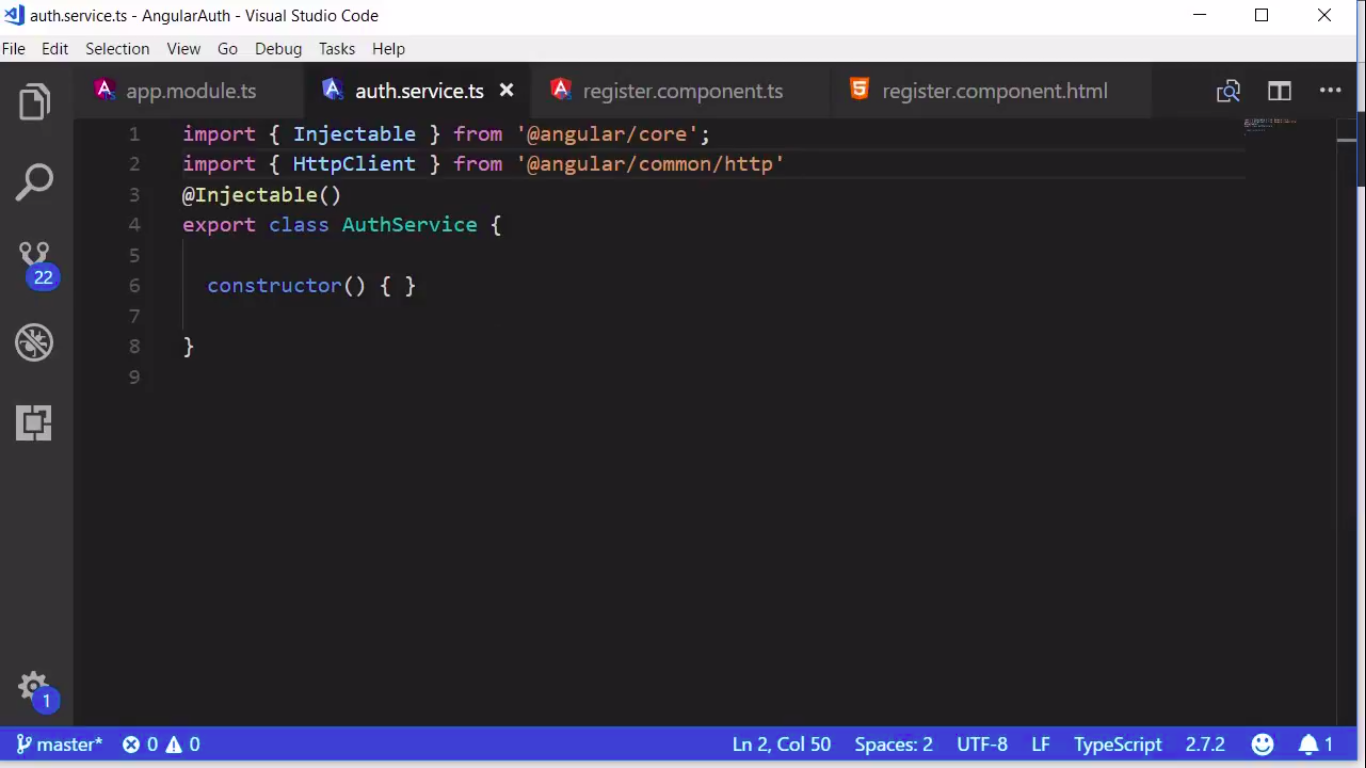 auth.service.ts - AngularAuth - Visual Studio Code
File Edit Selection View Go Debug Tasks Help
app.module.ts auth.service.ts register.component.ts register.component.html
1 import { Injectable } from '@angular/core';
2 import { HttpClient } from '@angular/common/http'
3 @Injectable()
4 export class AuthService {
5
6 constructor() { }
7
8 }
9
22
1
master* 0 0 Ln 2, Col 50 Spaces: 2 UTF-8 LF TypeScript 2.7.2 1